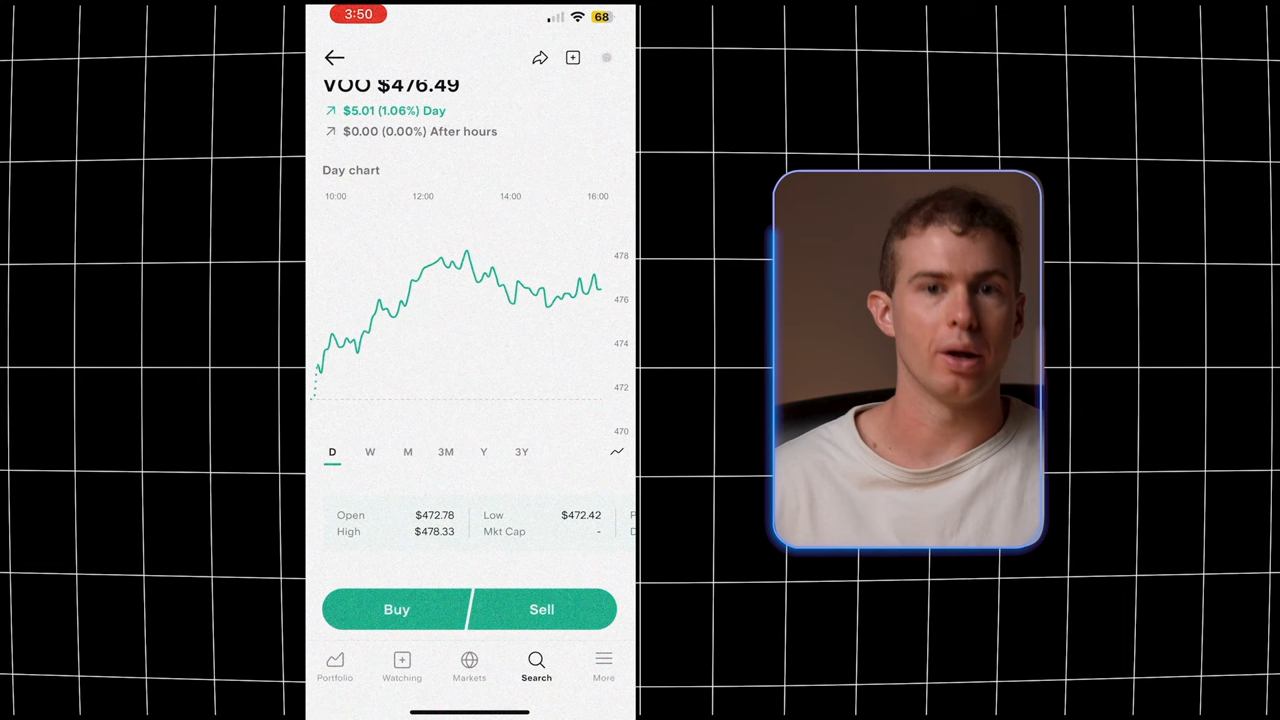 3:50 68
VOO $476.49
$5.01 (1.06%) Day
$0.00 (0.00%) After hours
Day chart
10:00 12:00 14:00 16:00
478
476
474
472
470
D W M 3M Y 3Y
Open $472.78 Low $472.42 P
High $478.33 Mkt Cap - D
Buy Sell
Portfolio Watching Markets Search More